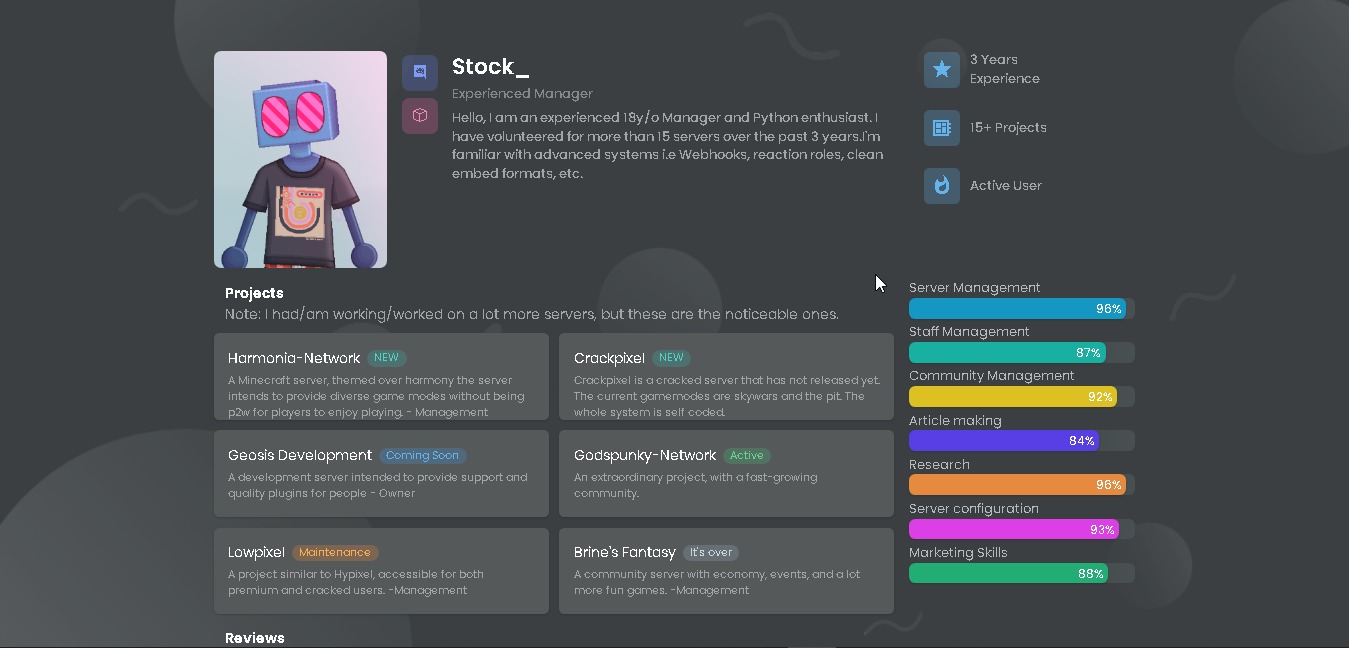 Stock_
Experienced Manager
Hello, I am an experienced 18y/o Manager and Python enthusiast. I
have volunteered for more than 15 servers over the past 3 years.I'm
familiar with advanced systems i.e Webhooks, reaction roles, clean
embed formats, etc.
3 Years
Experience
15+ Projects
Active User
Projects
Note: I had/am working/worked on a lot more servers, but these are the noticeable ones.
Harmonia-Network NEW
A Minecraft server, themed over harmony the server
intends to provide diverse game modes without being
p2w for players to enjoy playing. - Management
Crackpixel NEW
Crackpixel is a cracked server that has not released yet.
The current gamemodes are skywars and the pit. The
whole system is self coded.
Geosis Development Coming Soon
A development server intended to provide support and
quality plugins for people - Owner
Godspunky-Network Active
An extraordinary project, with a fast-growing
community.
Lowpixel Maintenance
A project similar to Hypixel, accessible for both
premium and cracked users. -Management
Brine's Fantasy It's over
A community server with economy, events, and a lot
more fun games. -Management
Server Management
96%
Staff Management
87%
Community Management
92%
Article making
84%
Research
96%
Server configuration
93%
Marketing Skills
88%
Reviews